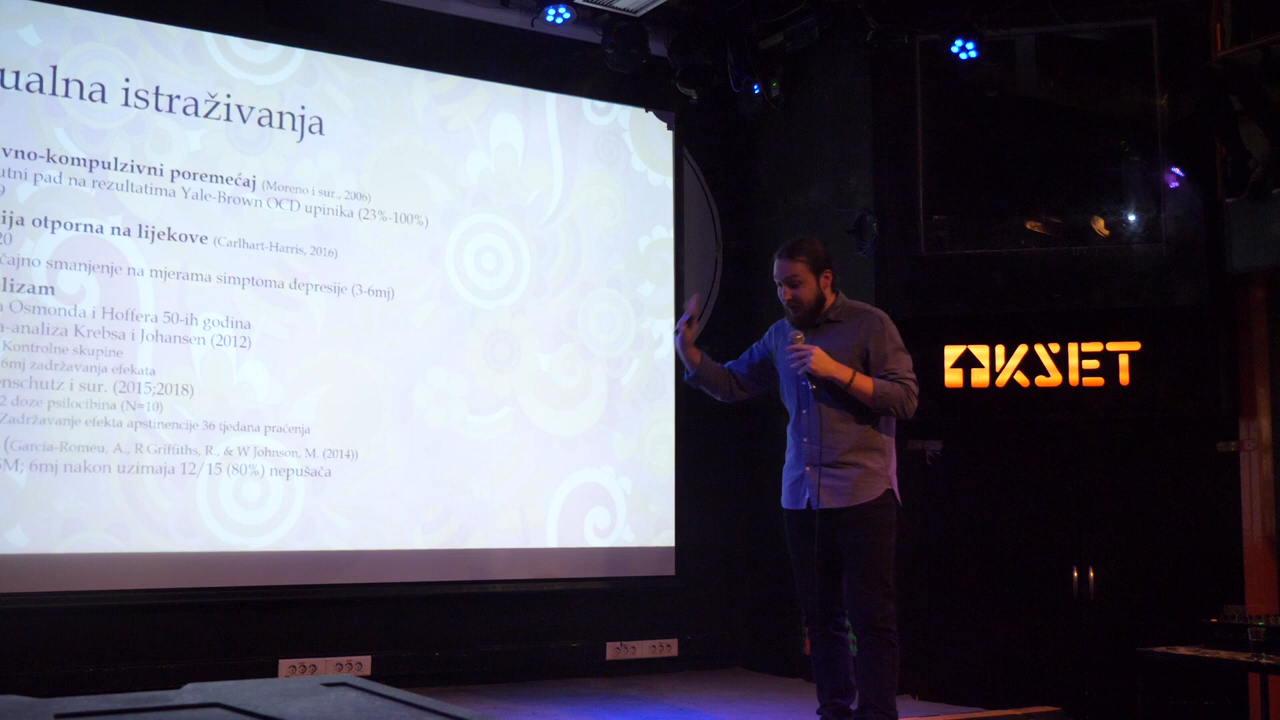 ualna istraživanja
vno-kompulzivni poremećaj (Moreno i sur., 2006)
utni pad na rezultatima Yale-Brown OCD upinika (23%-100%)
9
ija otporna na lijekove (Carlhart-Harris, 2016)
20
čajno smanjenje na mjerama simptoma depresije (3-6mj)
lizam
a Osmonda i Hoffera 50-ih godina
a-analiza Krebsa i Johansen (2012)
Kontrolne skupine
6mj zadržavanja efekata
enschutz i sur. (2015;2018)
2 doze psilocibina (N=10)
Zadržavanje efekta apstinencije 36 tjedana praćenja
(Garcia-Romeu, A., R Griffiths, R., & W Johnson, M. (2014))
6M; 6mj nakon uzimaja 12/15 (80%) nepušača
KSET